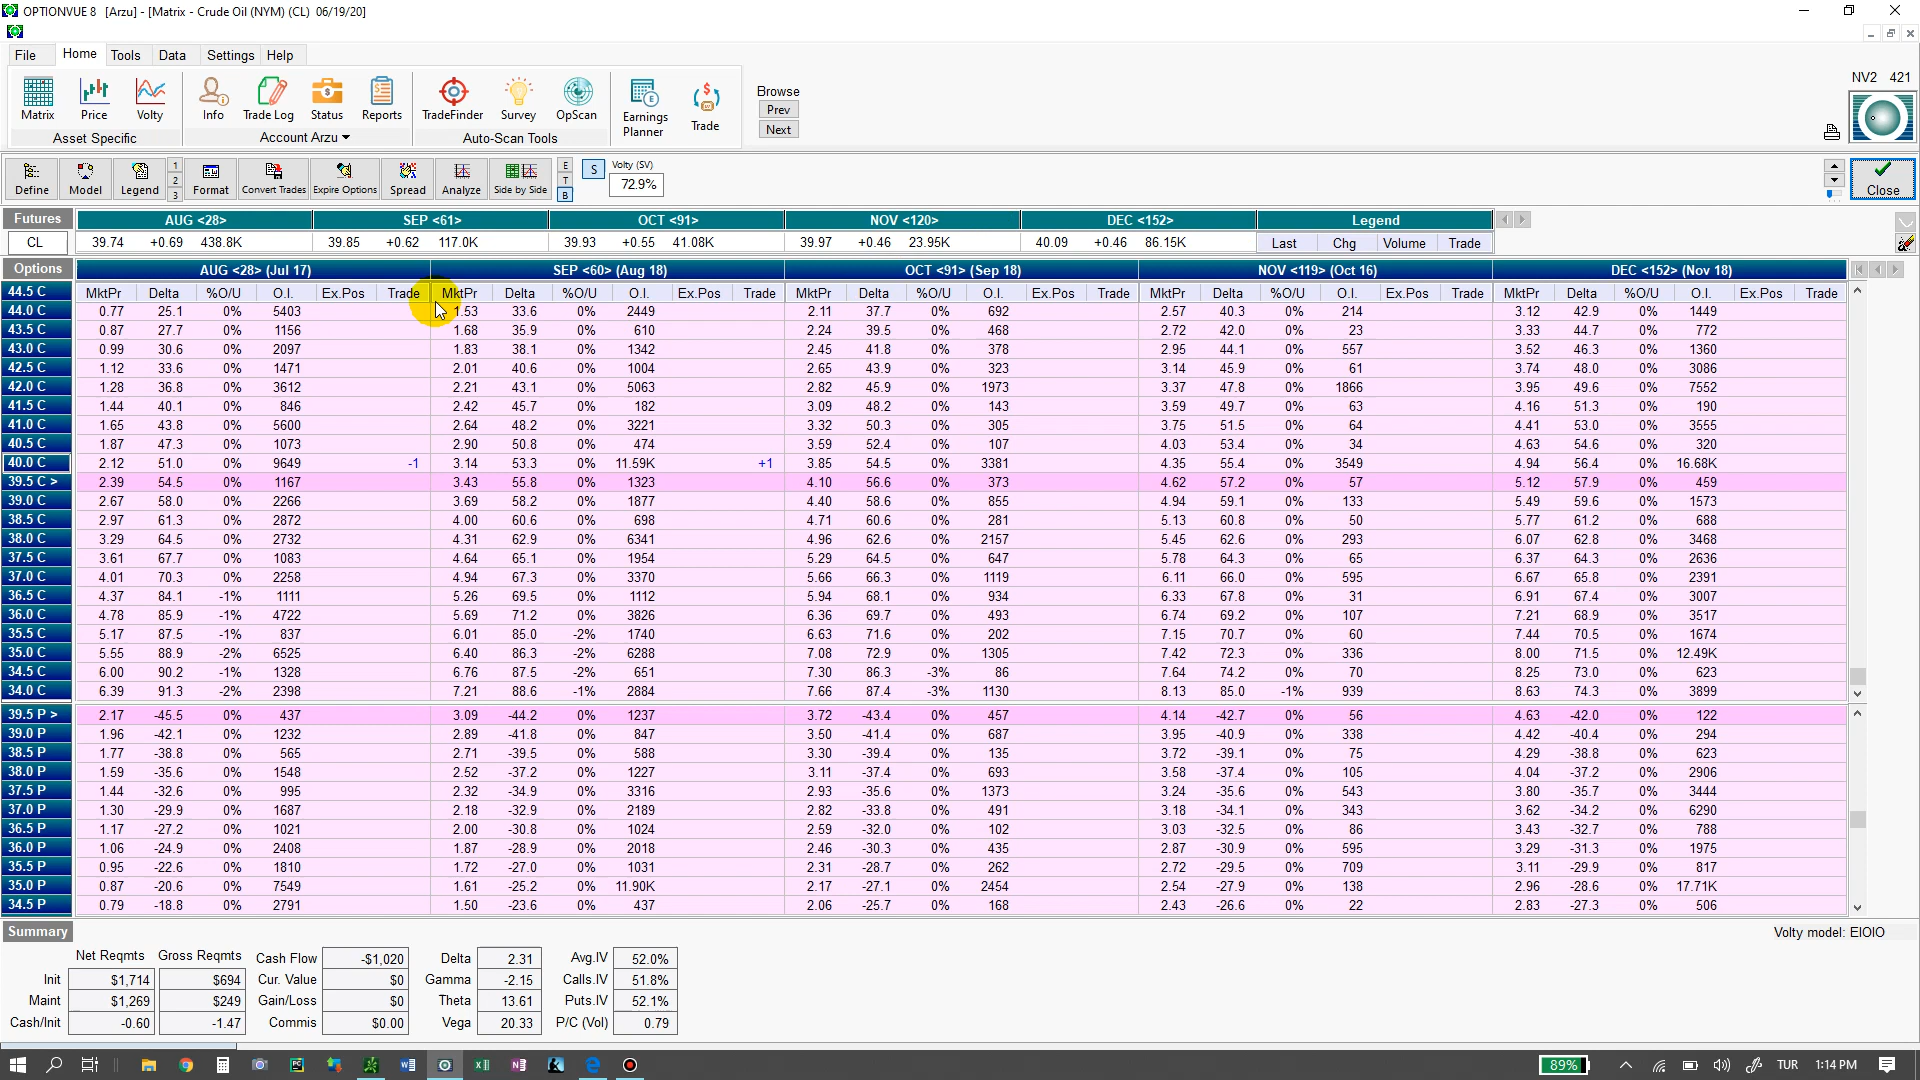 OPTIONVUE 8 [Arzu] - [Matrix - Crude Oil (NYM) (CL) 06/19/20]
File Home Tools Data Settings Help
Matrix Price Volty Info Trade Log Status Reports TradeFinder Survey OpScan Earnings Planner Trade
Asset Specific Account Arzu Auto-Scan Tools
Browse
Prev
Next
NV2 421
Define Model Legend 1 2 3 Format Convert Trades Expire Options Spread Analyze Side by Side E T B S Volty (SV) 72.9% Close
Futures AUG <28> SEP <61> OCT <91> NOV <120> DEC <152> Legend
CL 39.74 +0.69 438.8K 39.85 +0.62 117.0K 39.93 +0.55 41.08K 39.97 +0.46 23.95K 40.09 +0.46 86.15K Last Chg Volume Trade
Options AUG <28> (Jul 17) SEP <60> (Aug 18) OCT <91> (Sep 18) NOV <119> (Oct 16) DEC <152> (Nov 18)
44.5 C MktPr Delta %O/U O.I. Ex.Pos Trade MktPr Delta %O/U O.I. Ex.Pos Trade MktPr Delta %O/U O.I. Ex.Pos Trade MktPr Delta %O/U O.I. Ex.Pos Trade MktPr Delta %O/U O.I. Ex.Pos Trade
44.0 C 0.77 25.1 0% 5403 1.53 33.6 0% 2449 2.11 37.7 0% 692 2.57 40.3 0% 214 3.12 42.9 0% 1449
43.5 C 0.87 27.7 0% 1156 1.68 35.9 0% 610 2.24 39.5 0% 468 2.72 42.0 0% 23 3.33 44.7 0% 772
43.0 C 0.99 30.6 0% 2097 1.83 38.1 0% 1342 2.45 41.8 0% 378 2.95 44.1 0% 557 3.52 46.3 0% 1360
42.5 C 1.12 33.6 0% 1471 2.01 40.6 0% 1004 2.65 43.9 0% 323 3.14 45.9 0% 61 3.74 48.0 0% 3086
42.0 C 1.28 36.8 0% 3612 2.21 43.1 0% 5063 2.82 45.9 0% 1973 3.37 47.8 0% 1866 3.95 49.6 0% 7552
41.5 C 1.44 40.1 0% 846 2.42 45.7 0% 182 3.09 48.2 0% 143 3.59 49.7 0% 63 4.16 51.3 0% 190
41.0 C 1.65 43.8 0% 5600 2.64 48.2 0% 3221 3.32 50.3 0% 305 3.75 51.5 0% 64 4.41 53.0 0% 3555
40.5 C 1.87 47.3 0% 1073 2.90 50.8 0% 474 3.59 52.4 0% 107 4.03 53.4 0% 34 4.63 54.6 0% 320
40.0 C 2.12 51.0 0% 9649 -1 3.14 53.3 0% 11.59K +1 3.85 54.5 0% 3381 4.35 55.4 0% 3549 4.94 56.4 0% 16.68K
39.5 C > 2.39 54.5 0% 1167 3.43 55.8 0% 1323 4.10 56.6 0% 373 4.62 57.2 0% 57 5.12 57.9 0% 459
39.0 C 2.67 58.0 0% 2266 3.69 58.2 0% 1877 4.40 58.6 0% 855 4.94 59.1 0% 133 5.49 59.6 0% 1573
38.5 C 2.97 61.3 0% 2872 4.00 60.6 0% 698 4.71 60.6 0% 281 5.13 60.8 0% 50 5.77 61.2 0% 688
38.0 C 3.29 64.5 0% 2732 4.31 62.9 0% 6341 4.96 62.6 0% 2157 5.45 62.6 0% 293 6.07 62.8 0% 3468
37.5 C 3.61 67.7 0% 1083 4.64 65.1 0% 1954 5.29 64.5 0% 647 5.78 64.3 0% 65 6.37 64.3 0% 2636
37.0 C 4.01 70.3 0% 2258 4.94 67.3 0% 3370 5.66 66.3 0% 1119 6.11 66.0 0% 595 6.67 65.8 0% 2391
36.5 C 4.37 84.1 -1% 1111 5.26 69.5 0% 1112 5.94 68.1 0% 934 6.33 67.8 0% 31 6.91 67.4 0% 3007
36.0 C 4.78 85.9 -1% 4722 5.69 71.2 0% 3826 6.36 69.7 0% 493 6.74 69.2 0% 107 7.21 68.9 0% 3517
35.5 C 5.17 87.5 -1% 837 6.01 85.0 -2% 1740 6.63 71.6 0% 202 7.15 70.7 0% 60 7.44 70.5 0% 1674
35.0 C 5.55 88.9 -2% 6525 6.40 86.3 -2% 6288 7.08 72.9 0% 1305 7.42 72.3 0% 336 8.00 71.5 0% 12.49K
34.5 C 6.00 90.2 -1% 1328 6.76 87.5 -2% 651 7.30 86.3 -3% 86 7.64 74.2 0% 70 8.25 73.0 0% 623
34.0 C 6.39 91.3 -2% 2398 7.21 88.6 -1% 2884 7.66 87.4 -3% 1130 8.13 85.0 -1% 939 8.63 74.3 0% 3899
39.5 P > 2.17 -45.5 0% 437 3.09 -44.2 0% 1237 3.72 -43.4 0% 457 4.14 -42.7 0% 56 4.63 -42.0 0% 122
39.0 P 1.96 -42.1 0% 1232 2.89 -41.8 0% 847 3.50 -41.4 0% 687 3.95 -40.9 0% 338 4.42 -40.4 0% 294
38.5 P 1.77 -38.8 0% 565 2.71 -39.5 0% 588 3.30 -39.4 0% 135 3.72 -39.1 0% 75 4.29 -38.8 0% 623
38.0 P 1.59 -35.6 0% 1548 2.52 -37.2 0% 1227 3.11 -37.4 0% 693 3.58 -37.4 0% 105 4.04 -37.2 0% 2906
37.5 P 1.44 -32.6 0% 995 2.32 -34.9 0% 3316 2.93 -35.6 0% 1373 3.24 -35.6 0% 543 3.80 -35.7 0% 3444
37.0 P 1.30 -29.9 0% 1687 2.18 -32.9 0% 2189 2.82 -33.8 0% 491 3.18 -34.1 0% 343 3.62 -34.2 0% 6290
36.5 P 1.17 -27.2 0% 1021 2.00 -30.8 0% 1024 2.59 -32.0 0% 102 3.03 -32.5 0% 86 3.43 -32.7 0% 788
36.0 P 1.06 -24.9 0% 2408 1.87 -28.9 0% 2018 2.46 -30.3 0% 435 2.87 -30.9 0% 595 3.29 -31.3 0% 1975
35.5 P 0.95 -22.6 0% 1810 1.72 -27.0 0% 1031 2.31 -28.7 0% 262 2.72 -29.5 0% 709 3.11 -29.9 0% 817
35.0 P 0.87 -20.6 0% 7549 1.61 -25.2 0% 11.90K 2.17 -27.1 0% 2454 2.54 -27.9 0% 138 2.96 -28.6 0% 17.71K
34.5 P 0.79 -18.8 0% 2791 1.50 -23.6 0% 437 2.06 -25.7 0% 168 2.43 -26.6 0% 22 2.83 -27.3 0% 506
Summary Volty model: EIOIO
Net Reqmts Gross Reqmts Cash Flow -$1,020 Delta 2.31 Avg.IV 52.0%
Init $1,714 $694 Cur. Value $0 Gamma -2.15 Calls.IV 51.8%
Maint $1,269 $249 Gain/Loss $0 Theta 13.61 Puts.IV 52.1%
Cash/Init -0.60 -1.47 Commis $0.00 Vega 20.33 P/C (Vol) 0.79
89% TUR 1:14 PM